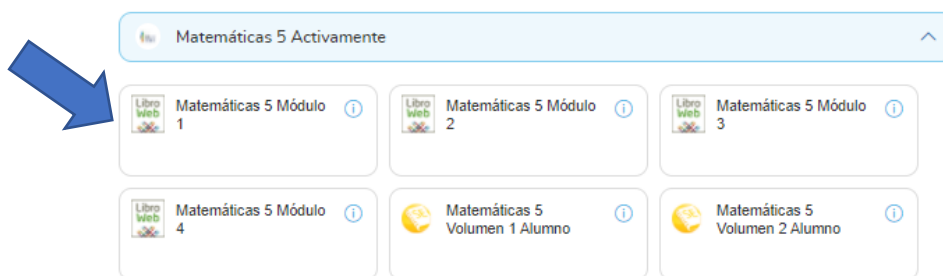 Matemáticas 5 Activamente
Libro
Web
Matemáticas 5 Módulo
1
Libro
Web
Matemáticas 5 Módulo
2
Libro
Web
Matemáticas 5 Módulo
3
Libro
Web
Matemáticas 5 Módulo
4
Matemáticas 5
Volumen 1 Alumno
Matemáticas 5
Volumen 2 Alumno